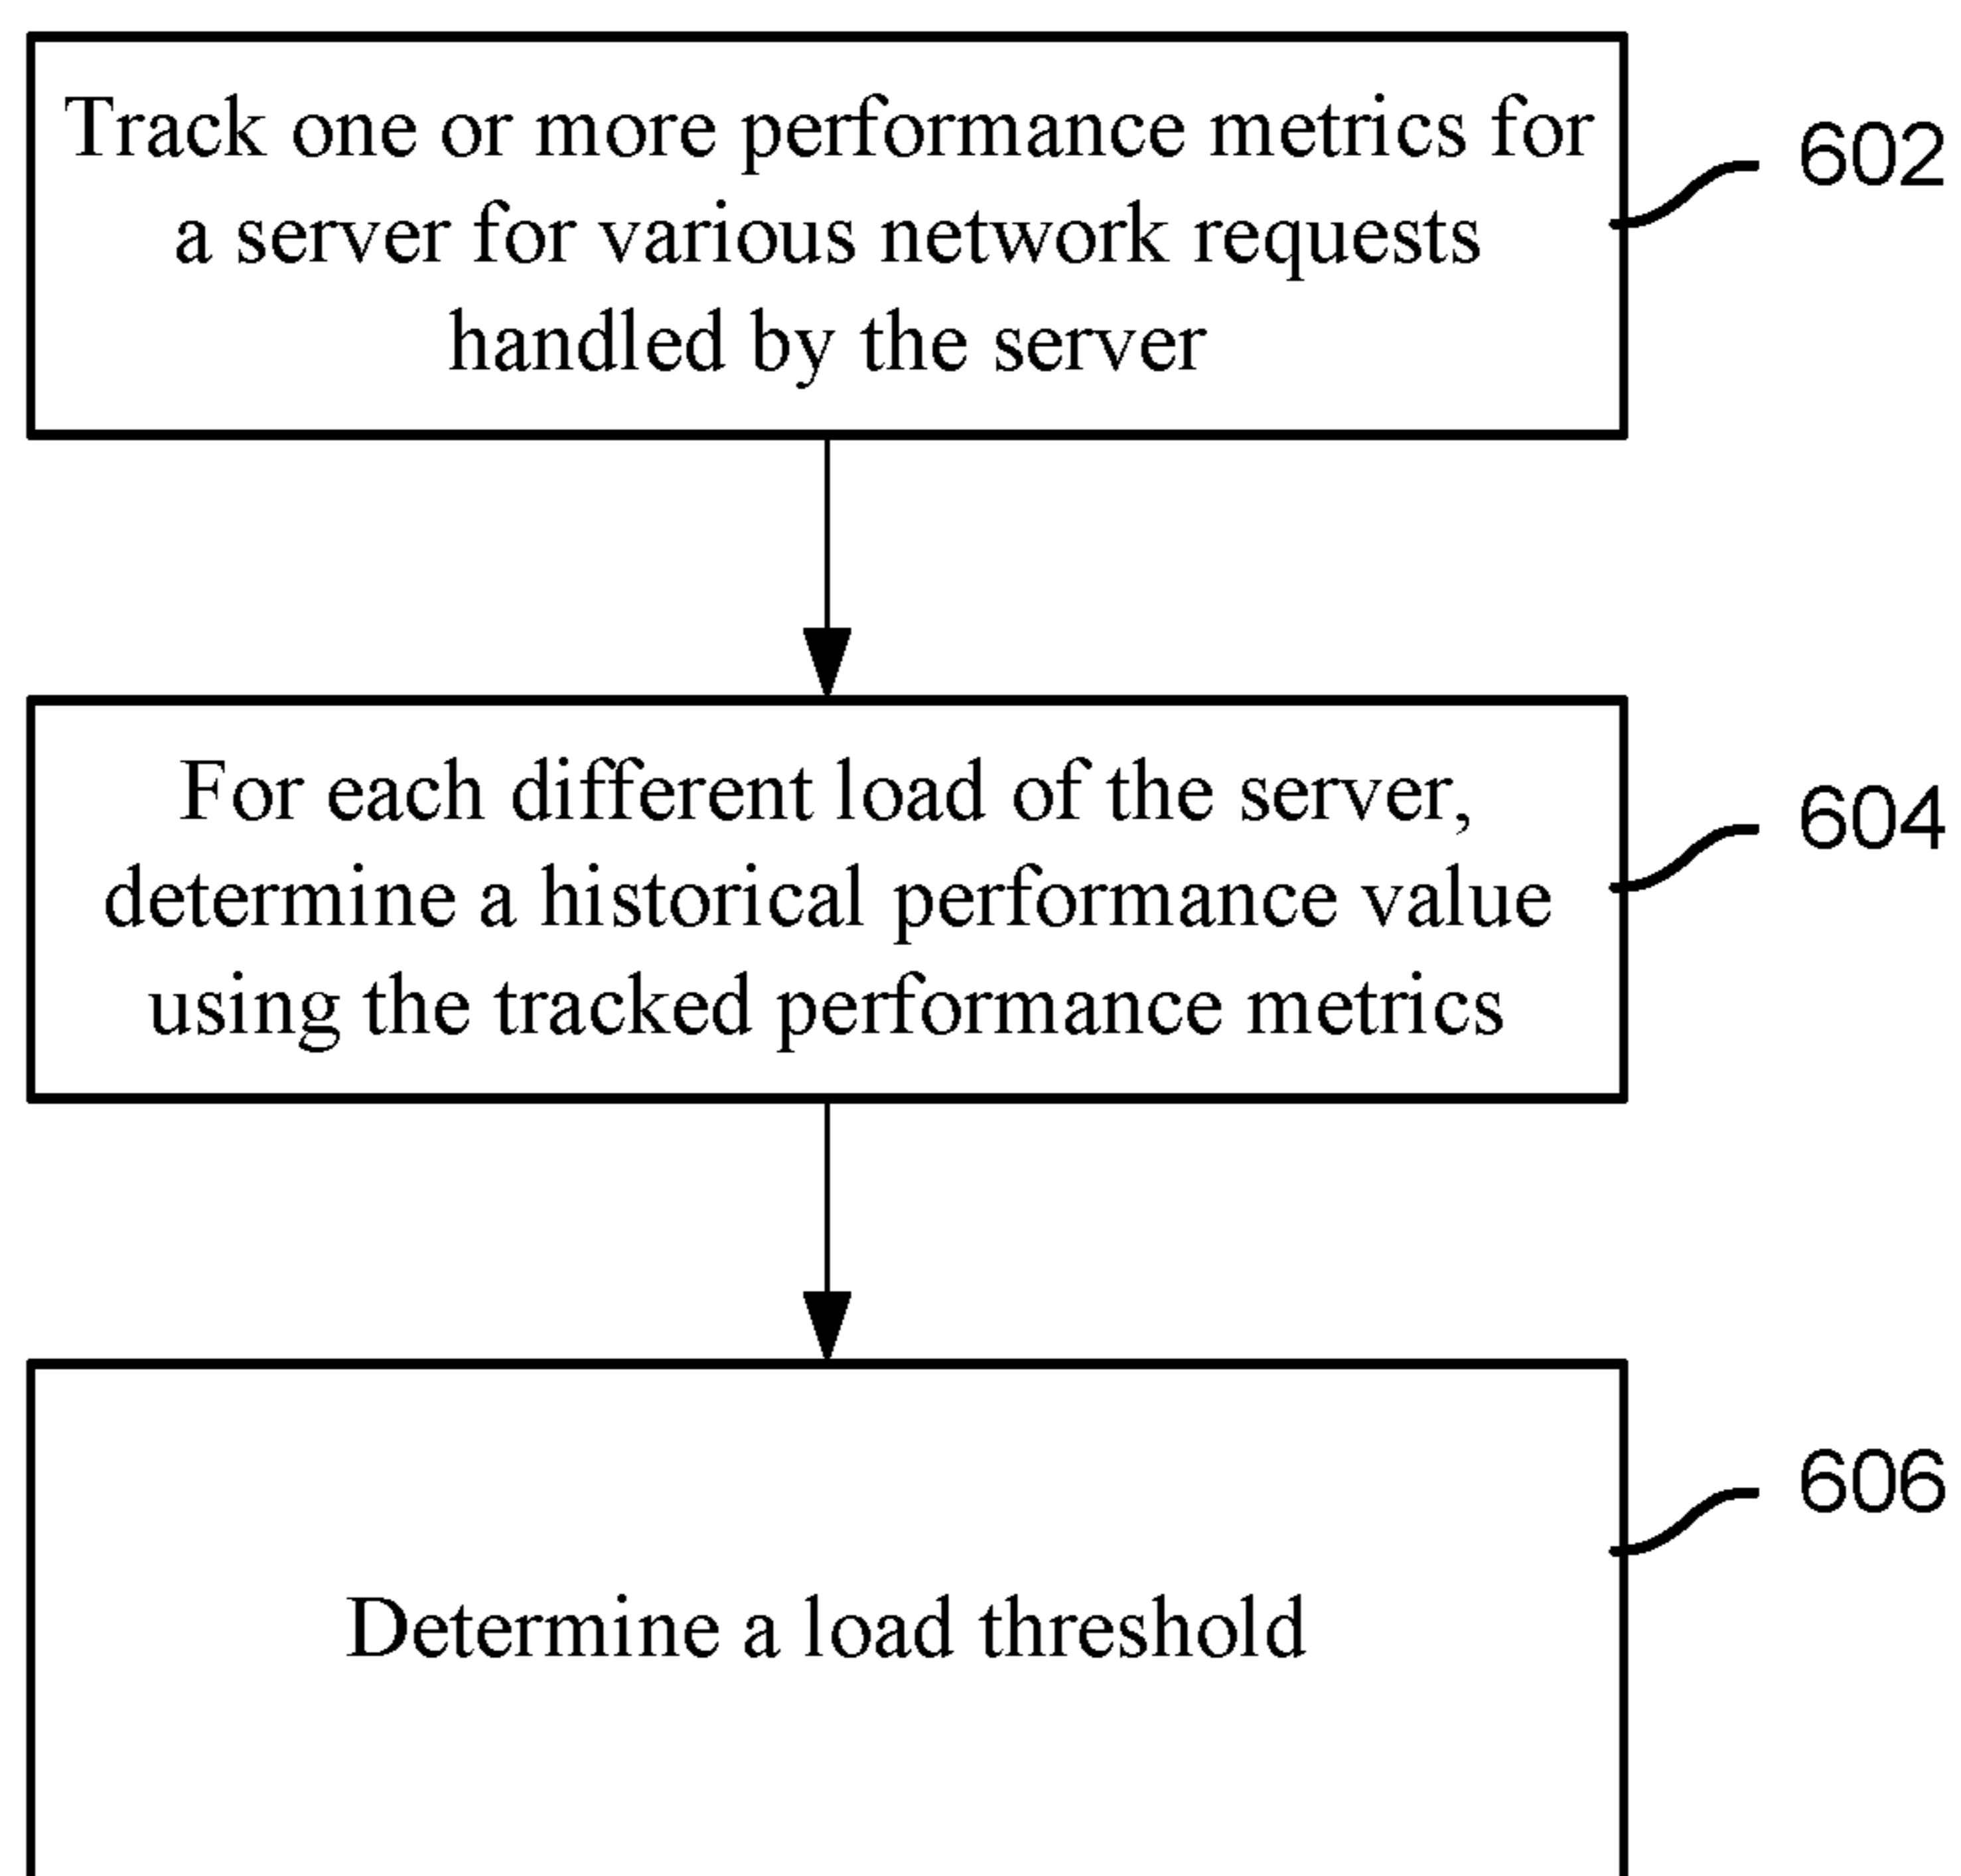 Track one or more performance metrics for
a server for various network requests
handled by the server
602
For each different load of the server,
determine a historical performance value
using the tracked performance metrics
604
Determine a load threshold
606